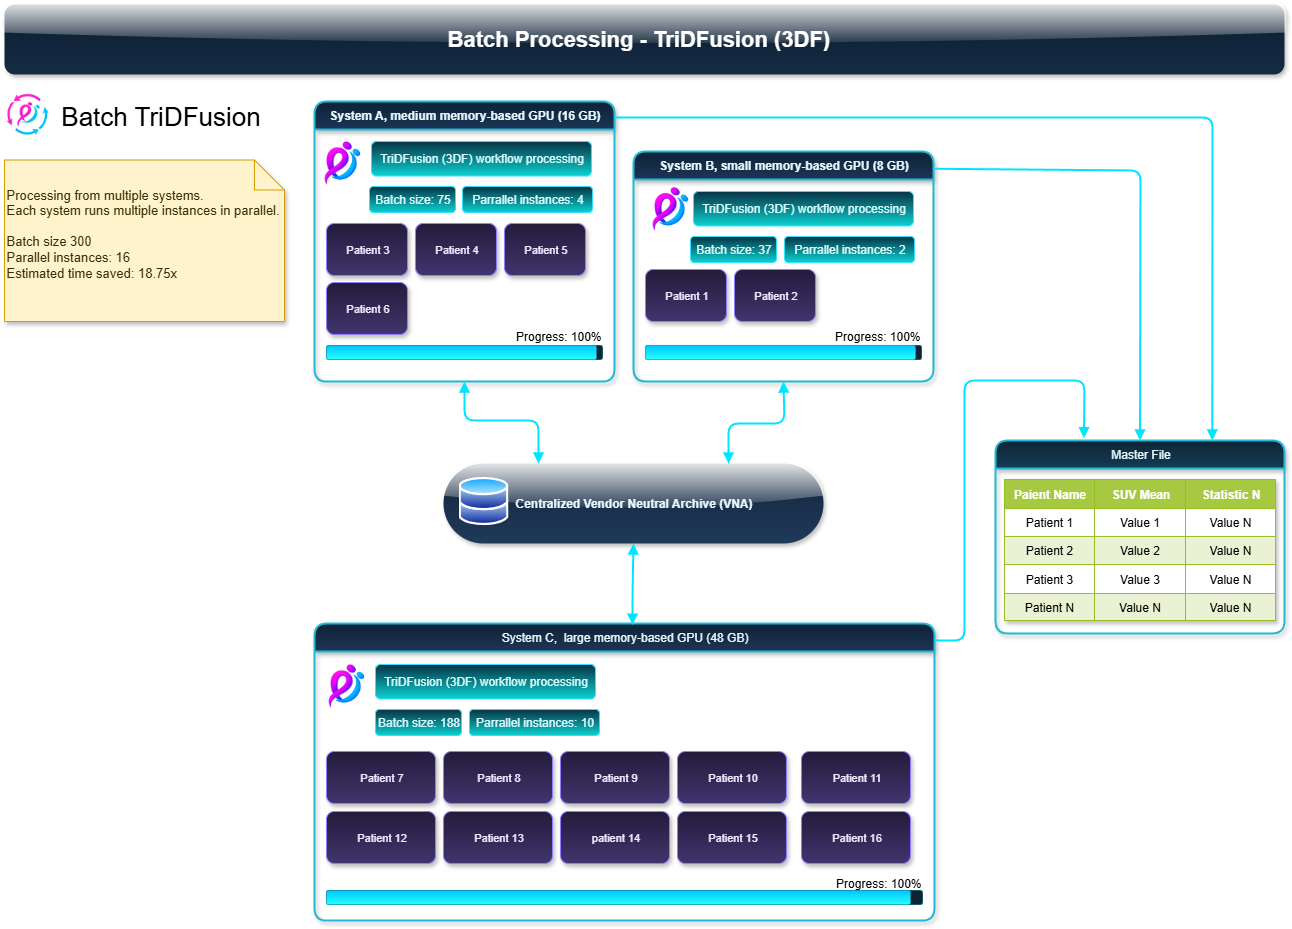 Batch Processing - TriDFusion (3DF)
Batch TriDFusion
Processing from multiple systems.
Each system runs multiple instances in parallel.
Batch size 300
Parallel instances: 16
Estimated time saved: 18.75x
System A, medium memory-based GPU (16 GB)
TriDFusion (3DF) workflow processing
Batch size: 75
Parrallel instances: 4
Patient 3
Patient 4
Patient 5
Patient 6
Progress: 100%
System B, small memory-based GPU (8 GB)
TriDFusion (3DF) workflow processing
Batch size: 37
Parrallel instances: 2
Patient 1
Patient 2
Progress: 100%
Centralized Vendor Neutral Archive (VNA)
Master File
Paient Name SUV Mean Statistic N
Patient 1 Value 1 Value N
Patient 2 Value 2 Value N
Patient 3 Value 3 Value N
Patient N Value N Value N
System C, large memory-based GPU (48 GB)
TriDFusion (3DF) workflow processing
Batch size: 188
Parrallel instances: 10
Patient 7
Patient 8
Patient 9
Patient 10
Patient 11
Patient 12
Patient 13
patient 14
Patient 15
Patient 16
Progress: 100%